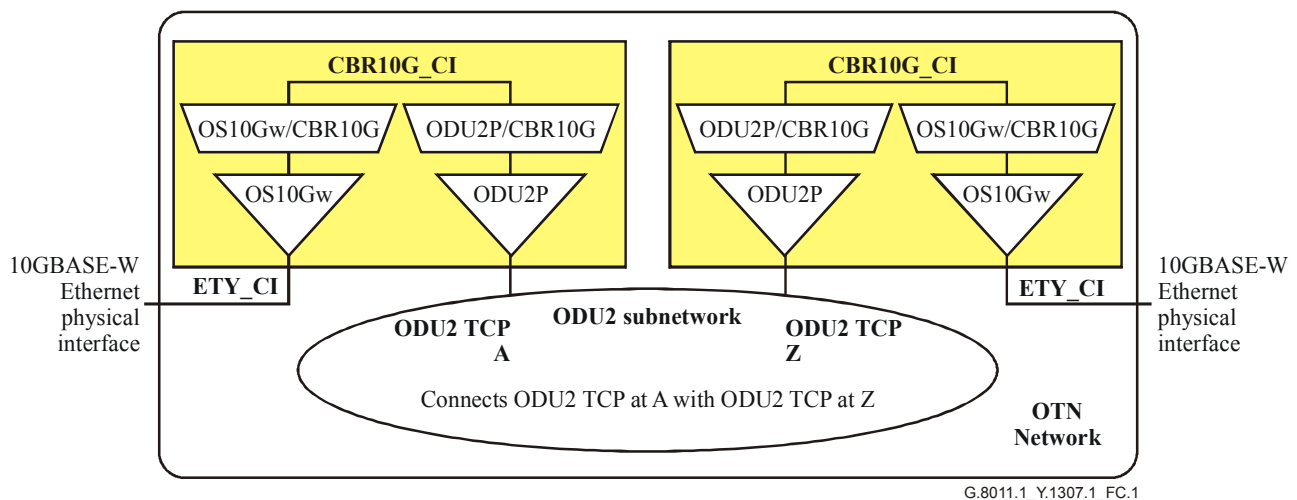 CBR10G_CI
OS10Gw/CBR10G
ODU2P/CBR10G
OS10Gw
ODU2P
CBR10G_CI
ODU2P/CBR10G
OS10Gw/CBR10G
ODU2P
OS10Gw
10GBASE-W
Ethernet
physical
interface
ETY_CI
ETY_CI
10GBASE-W
Ethernet
physical
interface
ODU2 subnetwork
ODU2 TCP
A
ODU2 TCP
Z
Connects ODU2 TCP at A with ODU2 TCP at Z
OTN
Network
G.8011.1_Y.1307.1_FC.1